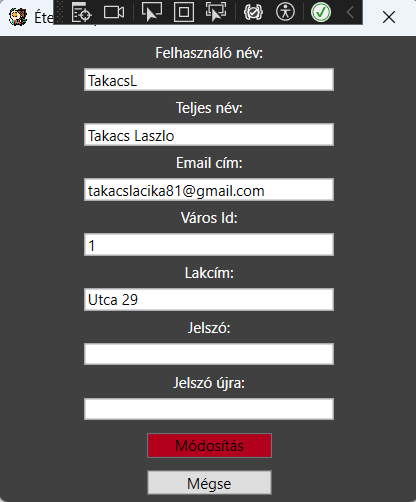 Felhasználó név:
TakacsL
Teljes név:
Takacs Laszlo
Email cím:
takacslacika81@gmail.com
Város Id:
1
Lakcím:
Utca 29
Jelszó:
Jelszó újra:
Módosítás
Mégse